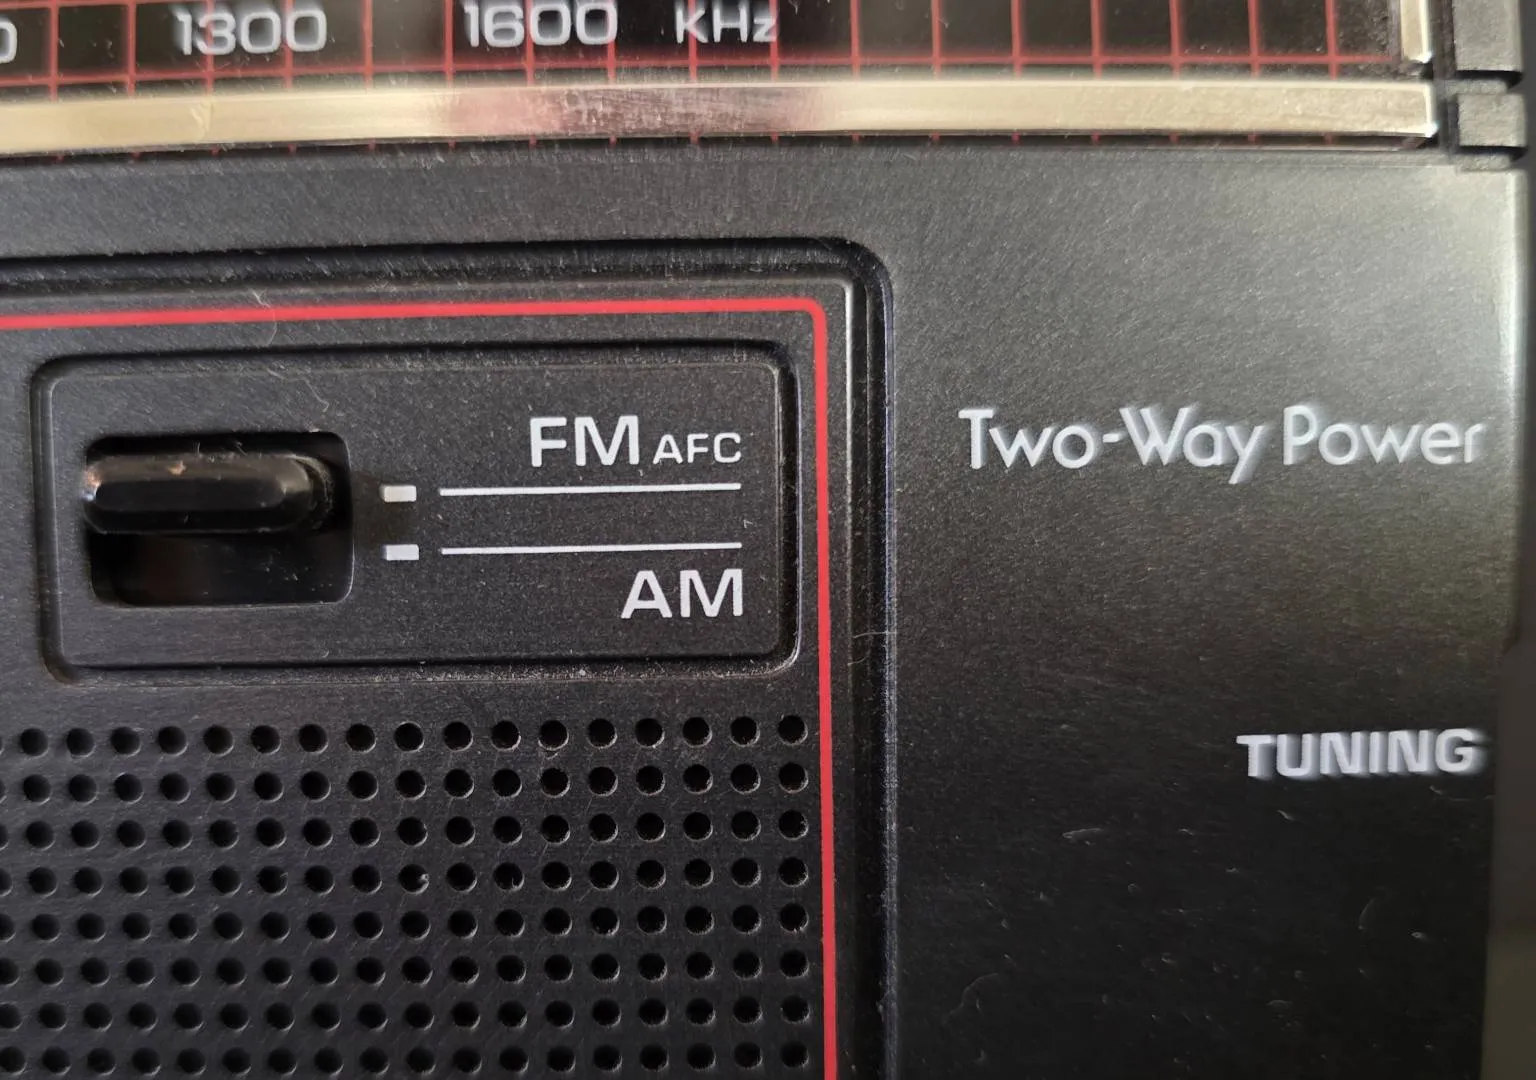 1300 1600 KHz
FM AFC
Two-Way Power
AM
TUNING